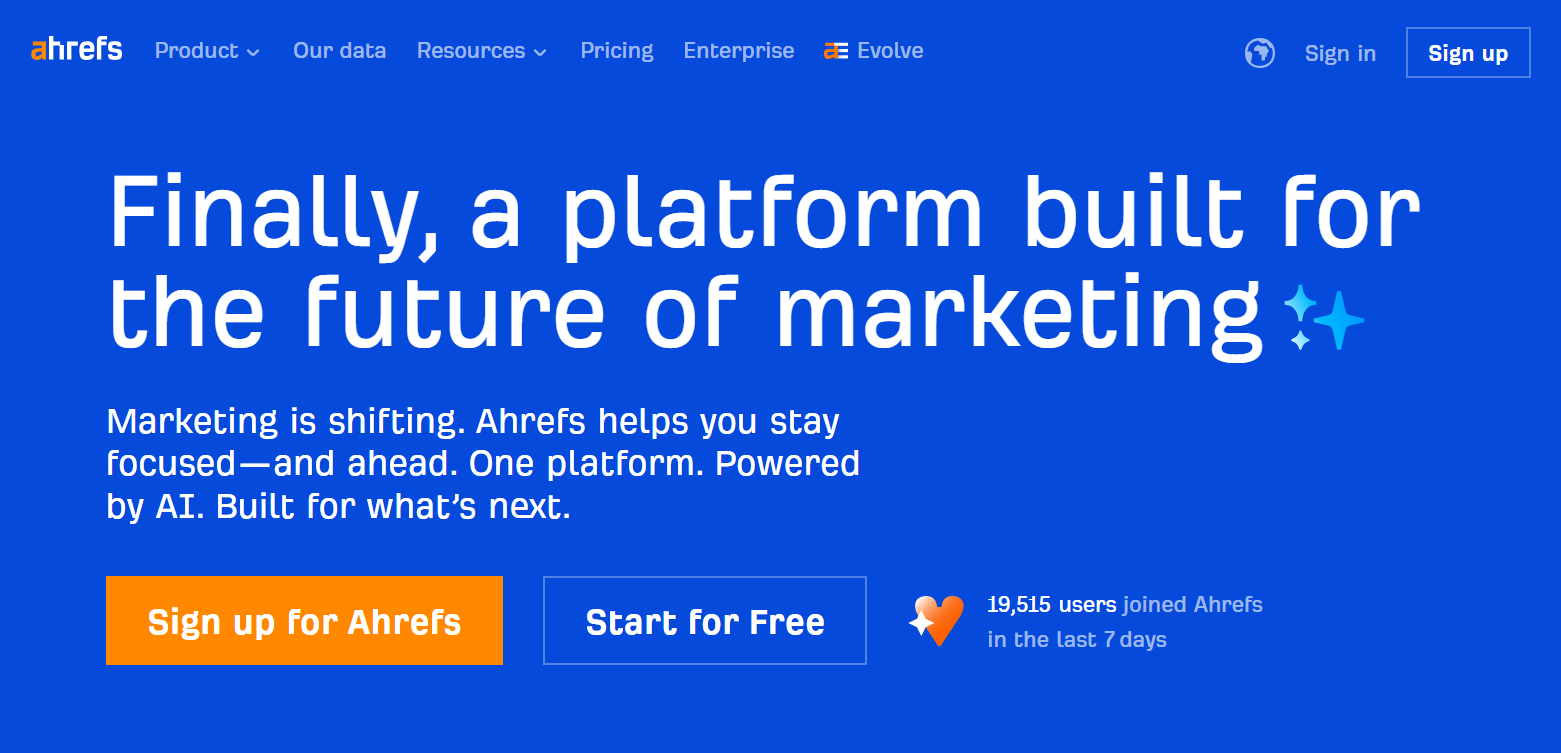 ahrefs Product Our data Resources Pricing Enterprise a Evolve Sign in Sign up
Finally, a platform built for
the future of marketing
Marketing is shifting. Ahrefs helps you stay
focused—and ahead. One platform. Powered
by AI. Built for what’s next.
Sign up for Ahrefs
Start for Free
19,515 users joined Ahrefs
in the last 7 days